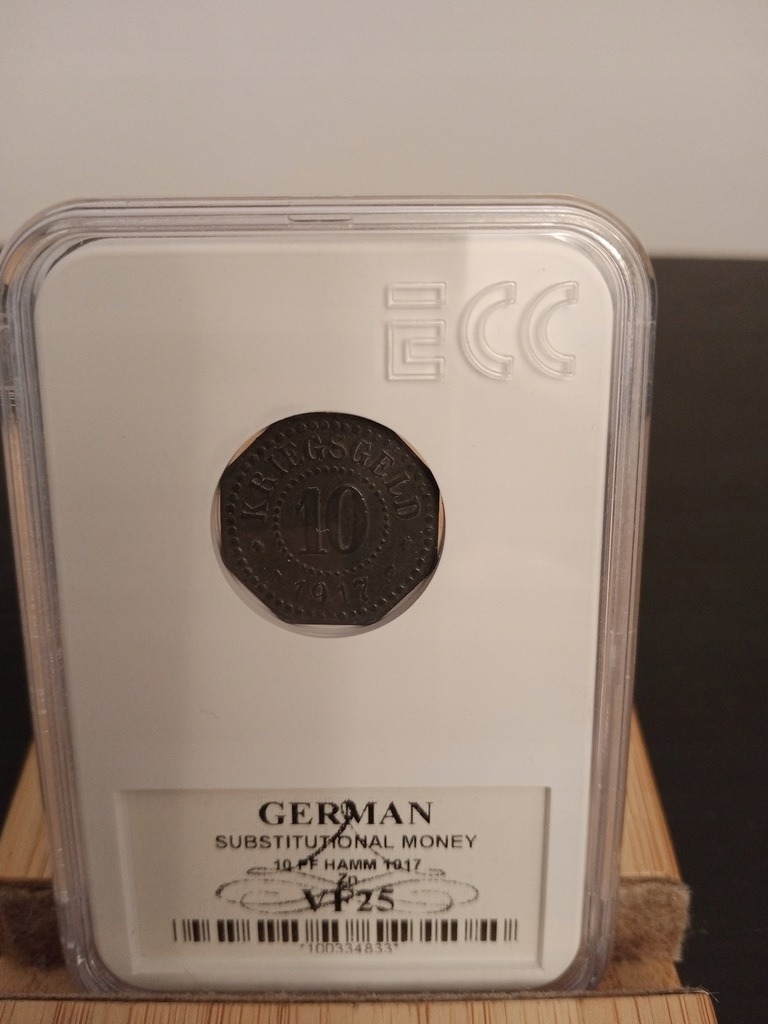 ECC
KRIEGSGELD
10
1917
GERMAN
SUBSTITUTIONAL MONEY
10 PF HAMM 1917
Zn
VF25
*100334833*